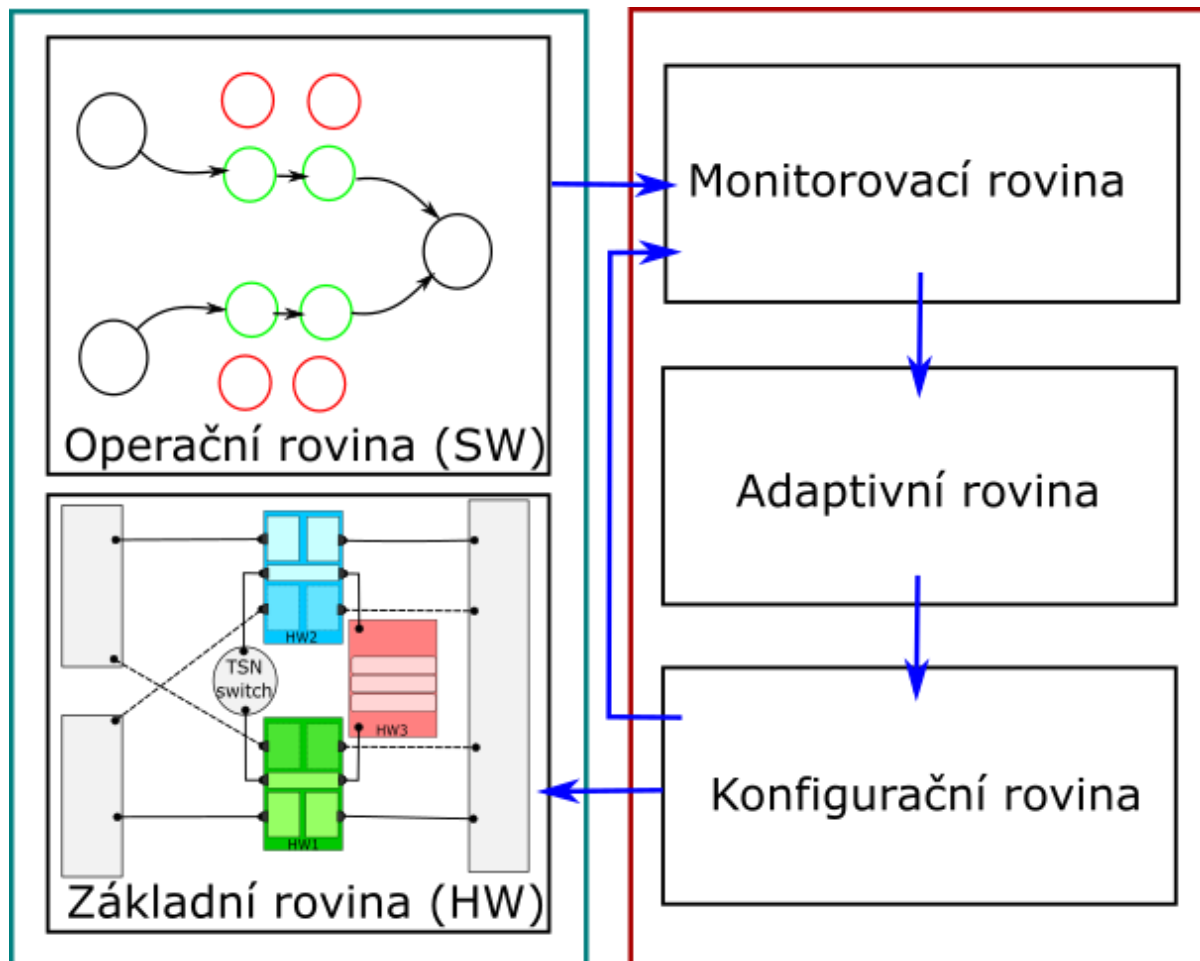 Operační rovina (SW)
HW2
TSN
switch
HW3
HW1
Základní rovina (HW)
Monitorovací rovina
Adaptivní rovina
Konfigurační rovina